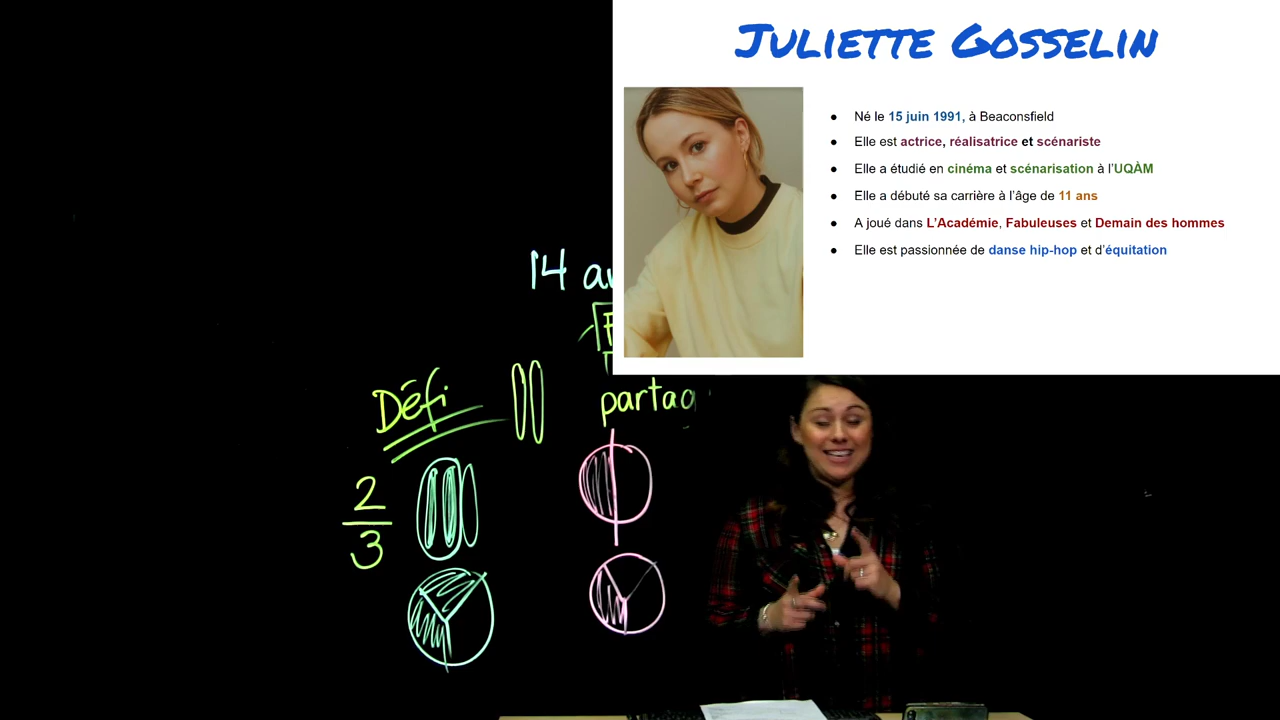 JULIETTE GOSSELIN
Né le 15 juin 1991, à Beaconsfield
Elle est actrice, réalisatrice et scénariste
Elle a étudié en cinéma et scénarisation à l'UQÀM
Elle a débuté sa carrière à l'âge de 11 ans
A joué dans L'Académie, Fabuleuses et Demain des hommes
Elle est passionnée de danse hip-hop et d'équitation
14
Défi
2
3